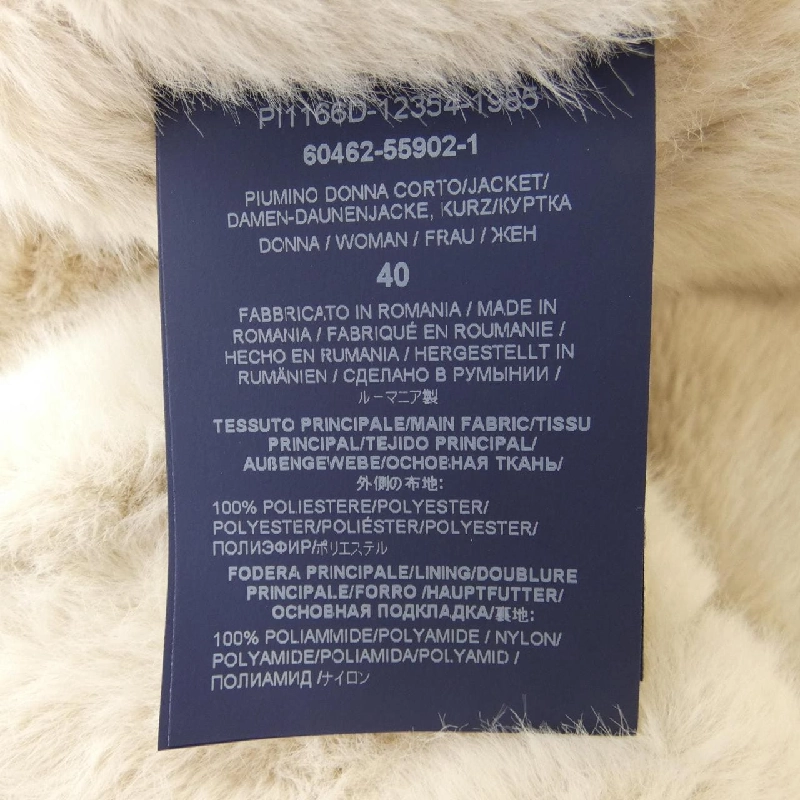 PI1166D-12354-1985
60462-55902-1
PIUMINO DONNA CORTO/JACKET/
DAMEN-DAUNENJACKE, KURZ/КУРТКА
DONNA / WOMAN / FRAU / ЖЕН
40
FABBRICATO IN ROMANIA / MADE IN
ROMANIA / FABRIQUÉ EN ROUMANIE /
HECHO EN RUMANIA / HERGESTELLT IN
RUMÄNIEN / СДЕЛАНО В РУМЫНИИ /
ルーマニア製
TESSUTO PRINCIPALE/MAIN FABRIC/TISSU
PRINCIPAL/TEJIDO PRINCIPAL/
AUßENGEWEBE/ОСНОВНАЯ ТКАНЬ/
外側の布地:
100% POLIESTERE/POLYESTER/
POLYESTER/POLIÉSTER/POLYESTER/
ПОЛИЭФИР/ポリエステル
FODERA PRINCIPALE/LINING/DOUBLURE
PRINCIPALE/FORRO /HAUPTFUTTER/
ОСНОВНАЯ ПОДКЛАДКА/裏地:
100% POLIAMMIDE/POLYAMIDE / NYLON/
POLYAMIDE/POLIAMIDA/POLYAMID /
ПОЛИАМИД /ナイロン